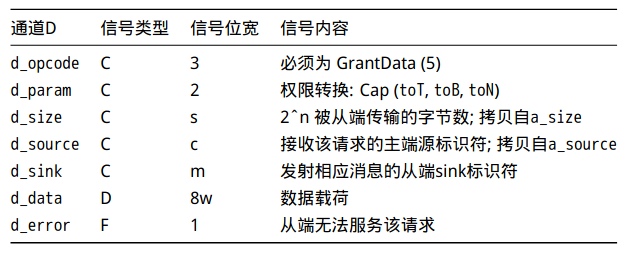 通道D 信号类型 信号位宽 信号内容
d_opcode C 3 必须为 GrantData (5)
d_param C 2 权限转换: Cap (toT, toB, toN)
d_size C s 2^n 被从端传输的字节数; 拷贝自a_size
d_source C c 接收该请求的主端源标识符; 拷贝自a_source
d_sink C m 发射相应消息的从端sink标识符
d_data D 8w 数据载荷
d_error F 1 从端无法服务该请求